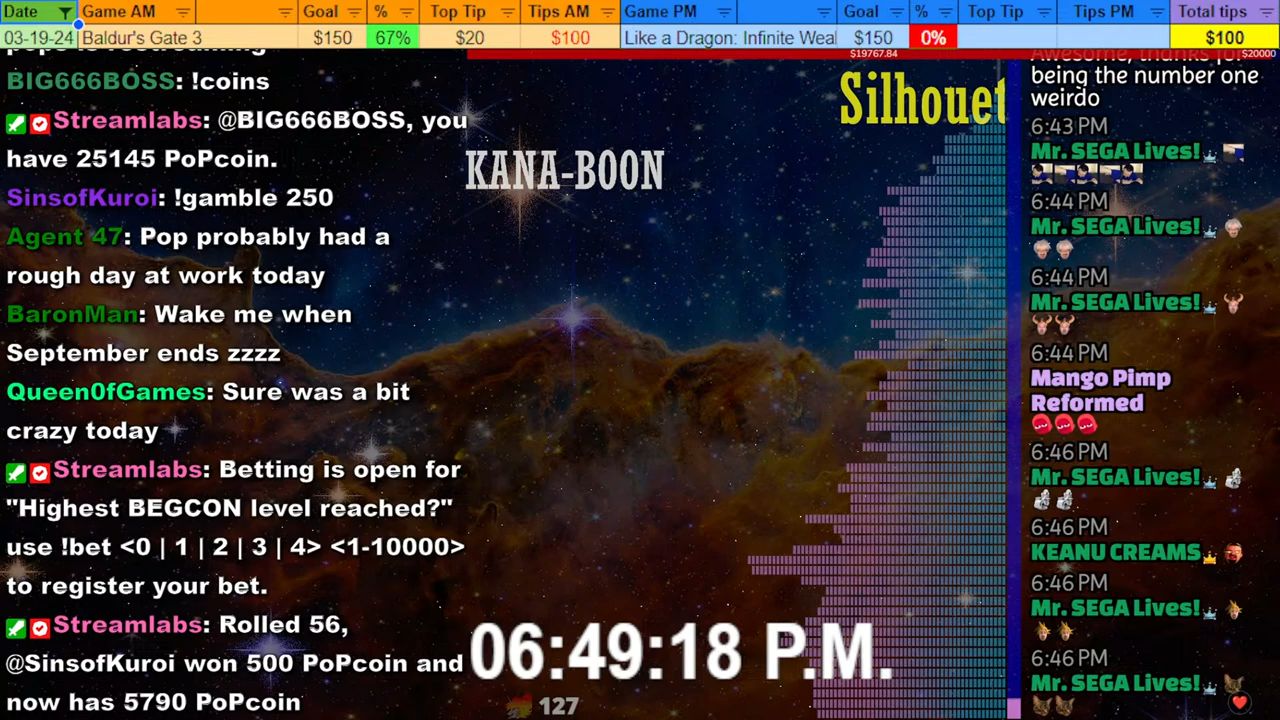 Date Game AM Goal % Top Tip Tips AM Game PM Goal % Top Tip Tips PM Total tips
03-19-24 Baldur's Gate 3 $150 67% $20 $100 Like a Dragon: Infinite Weal $150 0% $100
$19767.84 $20000
BIG666BOSS: !coins
Streamlabs: @BIG666BOSS, you
have 25145 PoPcoin.
SinsofKuroi: !gamble 250
Agent 47: Pop probably had a
rough day at work today
BaronMan: Wake me when
September ends zzzz
Queen0fGames: Sure was a bit
crazy today
Streamlabs: Betting is open for
"Highest BEGCON level reached?"
use !bet <0 | 1 | 2 | 3 | 4> <1-10000>
to register your bet.
Streamlabs: Rolled 56,
@SinsofKuroi won 500 PoPcoin and
now has 5790 PoPcoin
Silhouet
KANA-BOON
06:49:18 P.M.
127
Awesome, thanks for
being the number one
weirdo
6:43 PM
Mr. SEGA Lives!
6:44 PM
Mr. SEGA Lives!
6:44 PM
Mr. SEGA Lives!
6:44 PM
Mango Pimp
Reformed
6:46 PM
Mr. SEGA Lives!
6:46 PM
KEANU CREAMS
6:46 PM
Mr. SEGA Lives!
6:46 PM
Mr. SEGA Lives!